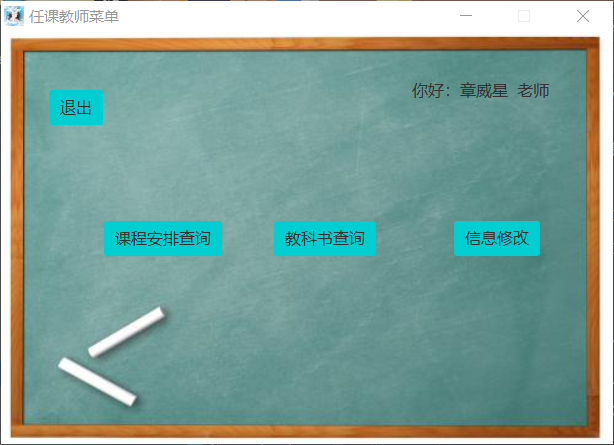 任课教师菜单
你好：章威星 老师
退出
课程安排查询
教科书查询
信息修改